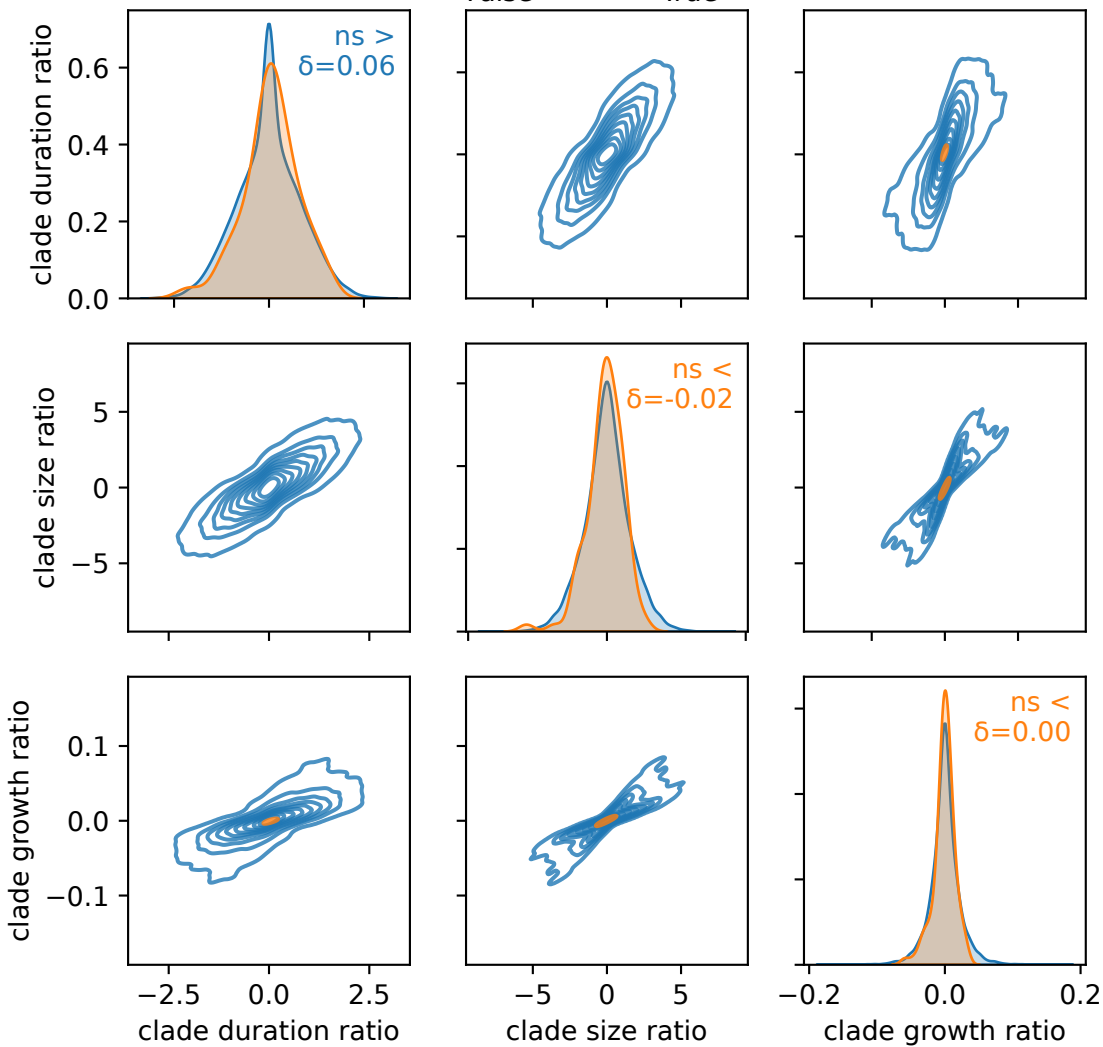 clade duration ratio
0.6
0.4
0.2
0.0
ns >
δ=0.06
clade size ratio
5
0
−5
ns <
δ=-0.02
clade growth ratio
0.1
0.0
−0.1
ns <
δ=0.00
−2.5 0.0 2.5
clade duration ratio
−5 0 5
clade size ratio
−0.2 0.0 0.2
clade growth ratio